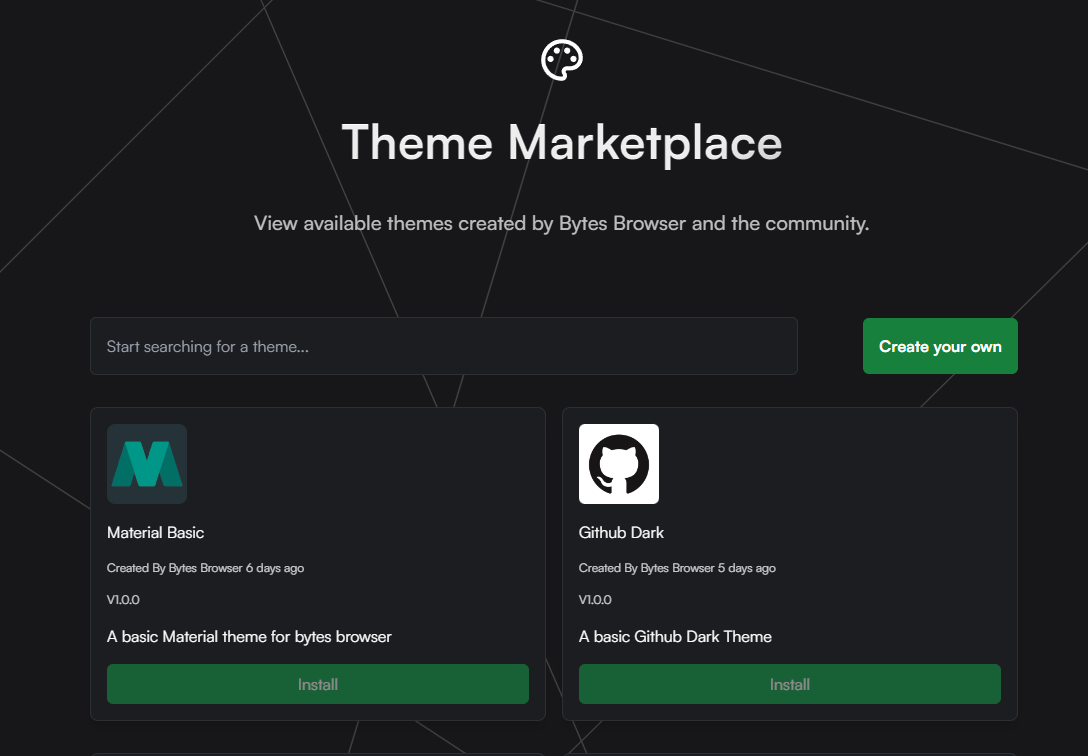 Theme Marketplace
View available themes created by Bytes Browser and the community.
Start searching for a theme...
Create your own
Material Basic
Created By Bytes Browser 6 days ago
V1.0.0
A basic Material theme for bytes browser
Install
Github Dark
Created By Bytes Browser 5 days ago
V1.0.0
A basic Github Dark Theme
Install